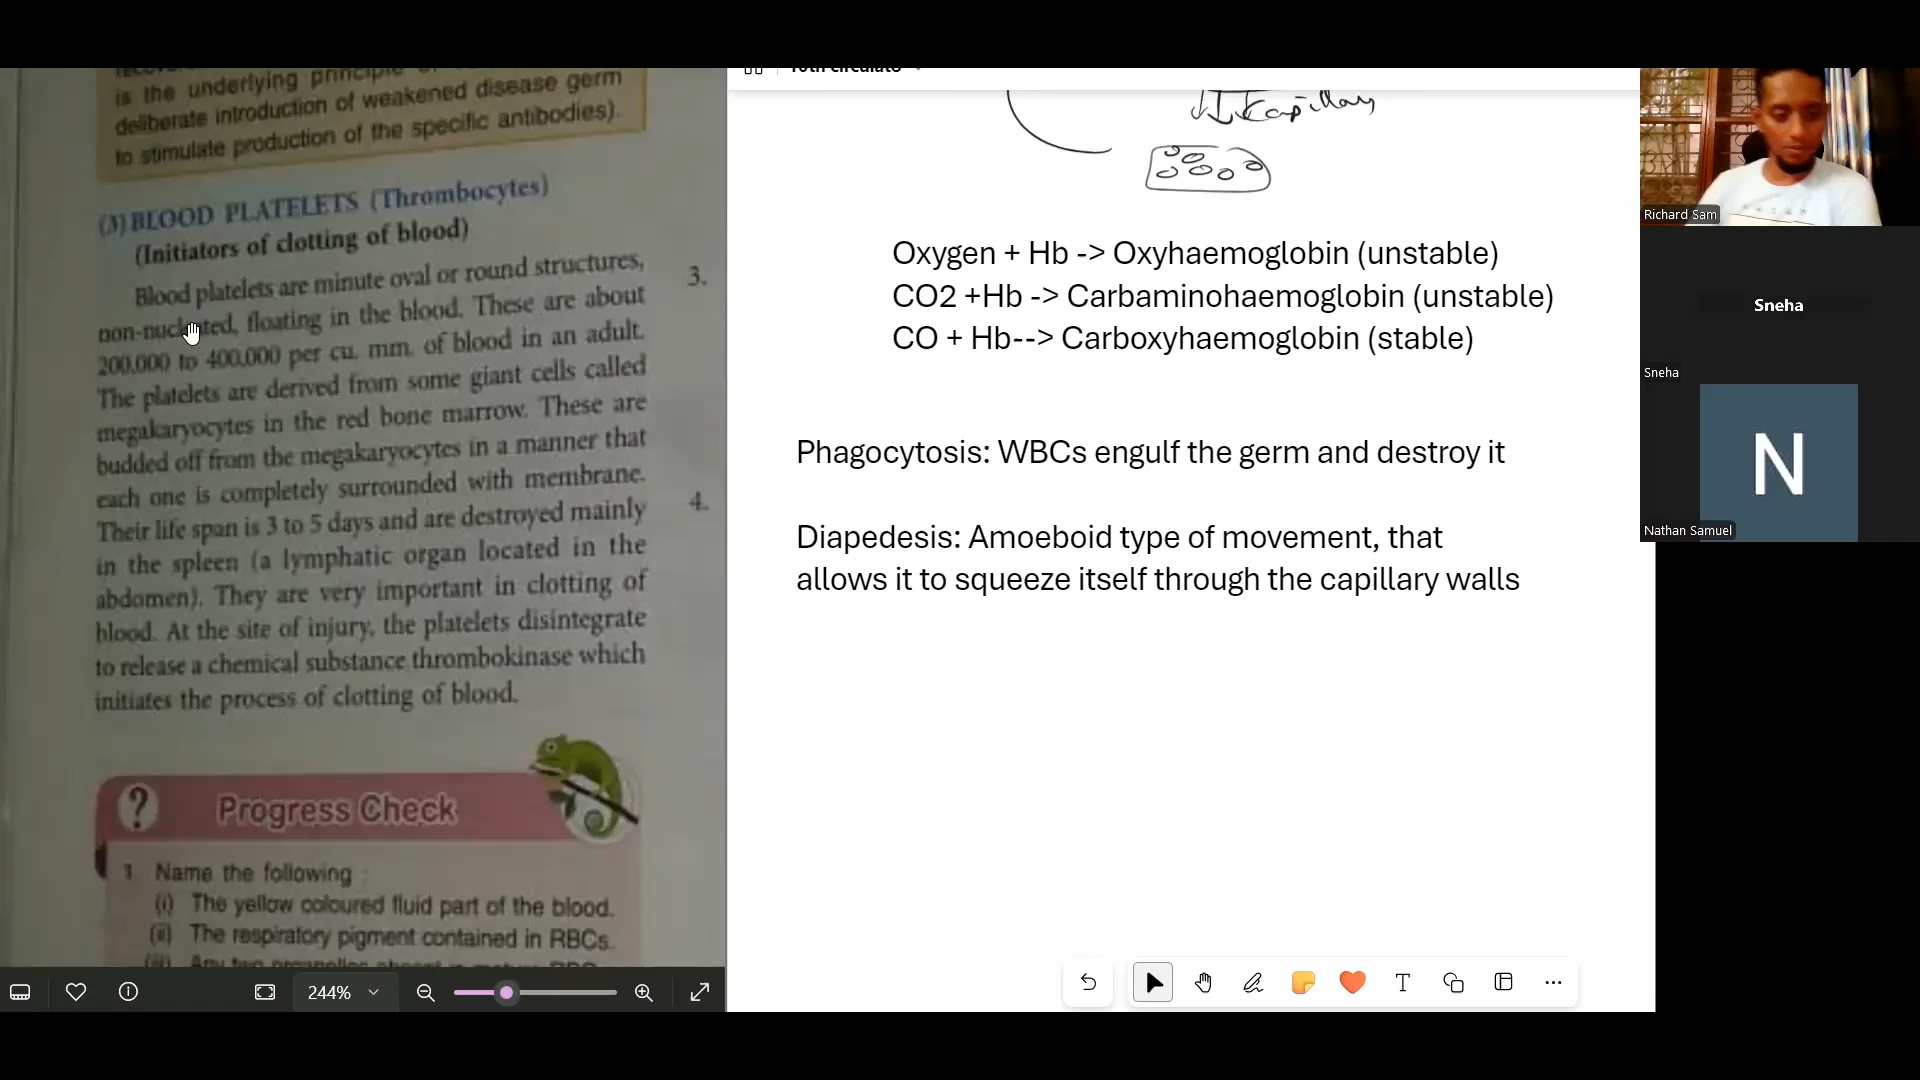 is the underlying principle
deliberate introduction of weakened disease germ
to stimulate production of the specific antibodies).
(3) BLOOD PLATELETS (Thrombocytes)
(Initiators of clotting of blood)
Blood platelets are minute oval or round structures,
non-nucleated, floating in the blood. These are about
200,000 to 400,000 per cu. mm. of blood in an adult.
The platelets are derived from some giant cells called
megakaryocytes in the red bone marrow. These are
budded off from the megakaryocytes in a manner that
each one is completely surrounded with membrane.
Their life span is 3 to 5 days and are destroyed mainly
in the spleen (a lymphatic organ located in the
abdomen). They are very important in clotting of
blood. At the site of injury, the platelets disintegrate
to release a chemical substance thrombokinase which
initiates the process of clotting of blood.
3.
4.
? Progress Check
1. Name the following :
(i) The yellow coloured fluid part of the blood.
(ii) The respiratory pigment contained in RBCs.
244%
10th circulato
Capillary
Oxygen + Hb -> Oxyhaemoglobin (unstable)
CO2 +Hb -> Carbaminohaemoglobin (unstable)
CO + Hb--> Carboxyhaemoglobin (stable)
Phagocytosis: WBCs engulf the germ and destroy it
Diapedesis: Amoeboid type of movement, that
allows it to squeeze itself through the capillary walls
T
Richard Sam
Sneha
Sneha
N
Nathan Samuel